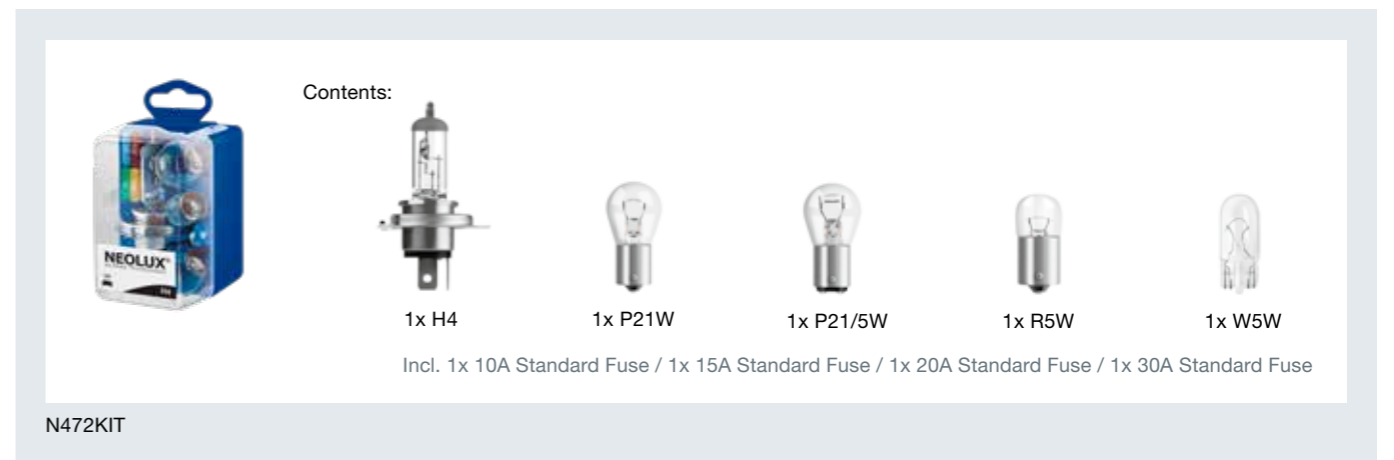 Contents:
NEOLUX®
1x H4
1x P21W
1x P21/5W
1x R5W
1x W5W
Incl. 1x 10A Standard Fuse / 1x 15A Standard Fuse / 1x 20A Standard Fuse / 1x 30A Standard Fuse
N472KIT